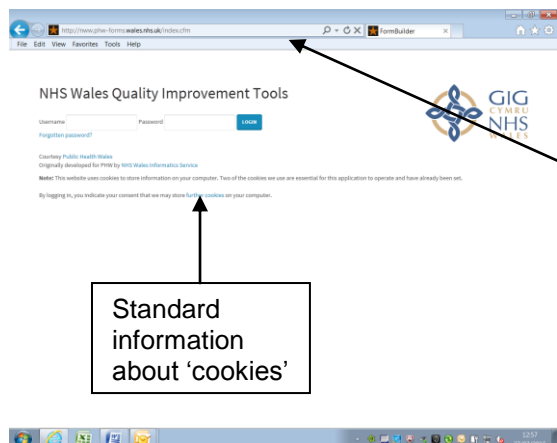 http://nww.phw-forms.wales.nhs.uk/index.cfm
FormBuilder
File Edit View Favorites Tools Help
NHS Wales Quality Improvement Tools
GIG
CYMRU
NHS
WALES
Username Password LOGIN
Forgotten password?
Courtesy Public Health Wales
Originally developed for PHW by NHS Wales Informatics Service
Note: This website uses cookies to store information on your computer. Two of the cookies we use are essential for this application to operate and have already been set.
By logging in, you indicate your consent that we may store further cookies on your computer.
Standard
information
about ‘cookies’
12:57